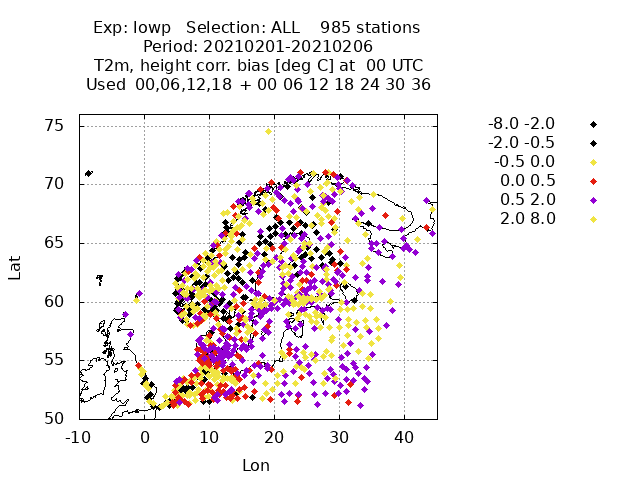 Exp: lowp   Selection: ALL    985 stations
Period: 20210201-20210206
T2m, height corr. bias [deg C] at  00 UTC
Used  00,06,12,18  + 00 06 12 18 24 30 36
-8.0 -2.0
-2.0 -0.5
-0.5 0.0
0.0 0.5
0.5 2.0
2.0 8.0
75
70
65
60
55
50
Lat
-10 0 10 20 30 40
Lon